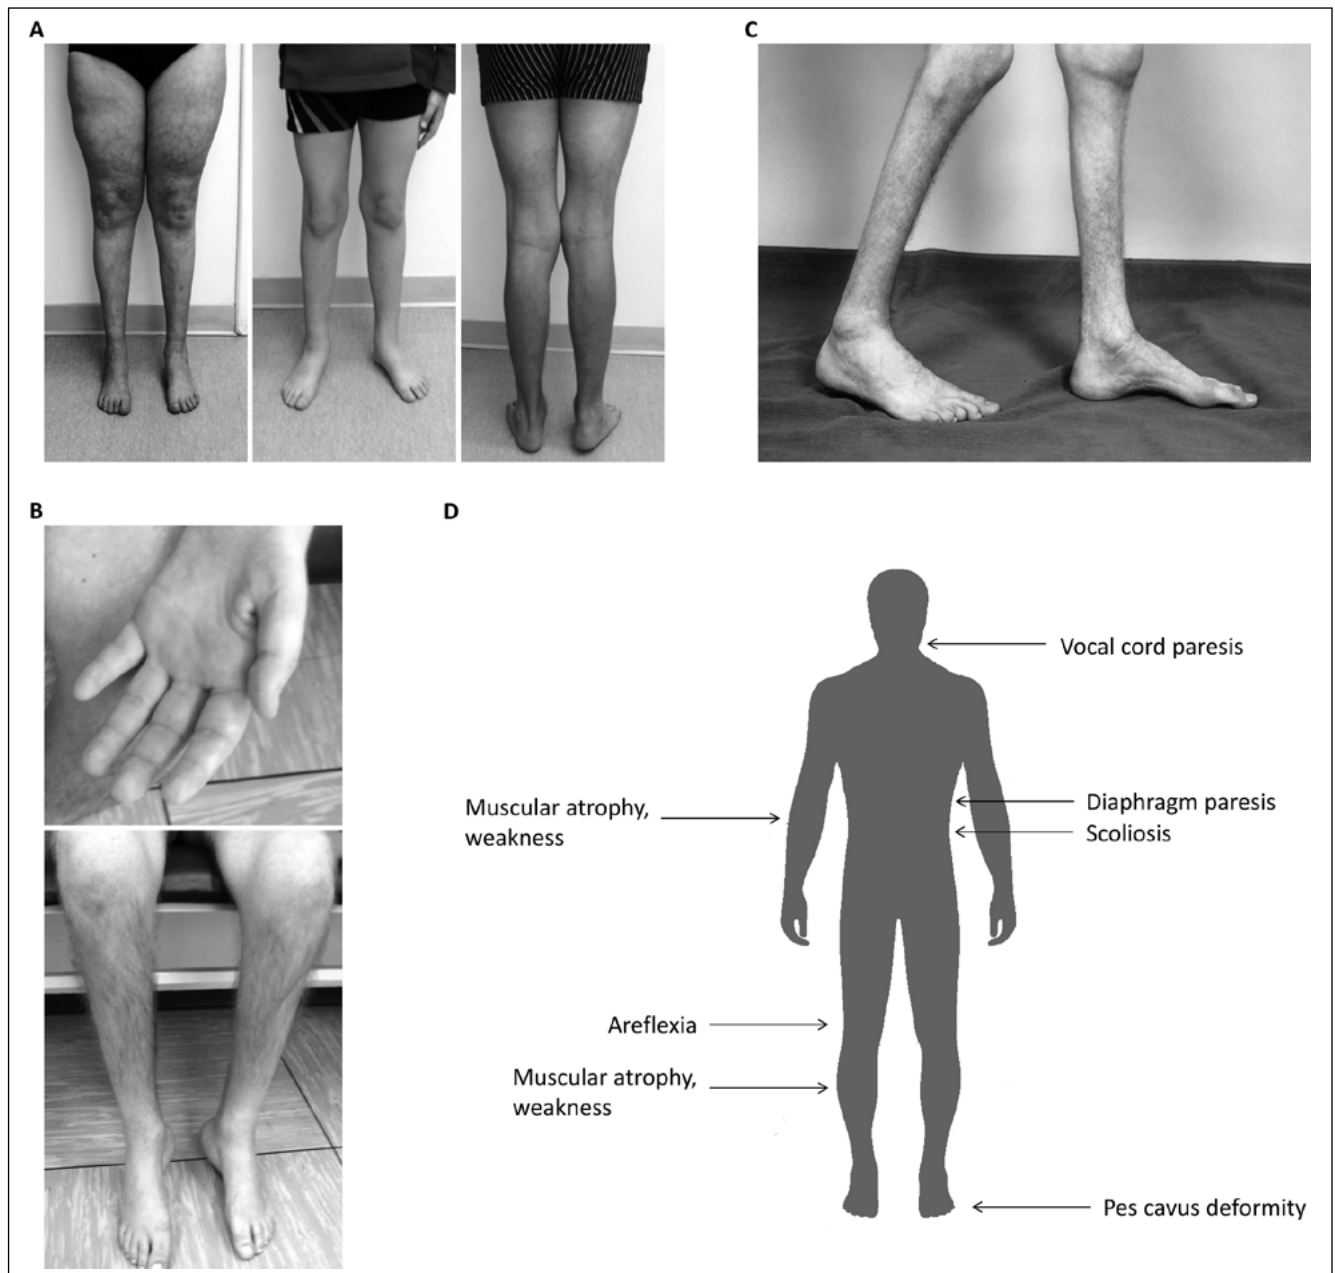 A
C
B
D
Vocal cord paresis
Muscular atrophy,
weakness
Diaphragm paresis
Scoliosis
Areflexia
Muscular atrophy,
weakness
Pes cavus deformity